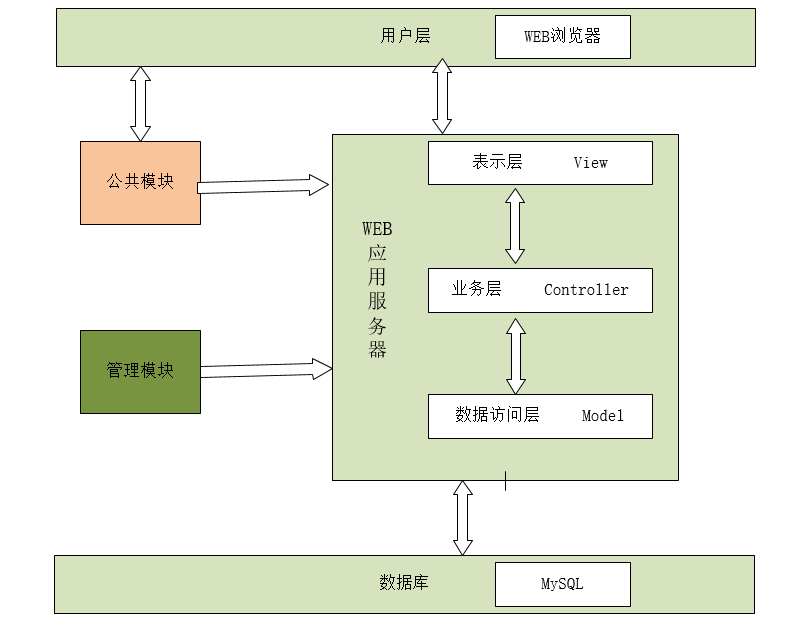 用户层 WEB浏览器
公共模块
表示层 View
WEB
应
用
服
务
器
业务层 Controller
管理模块
数据访问层 Model
数据库 MySQL